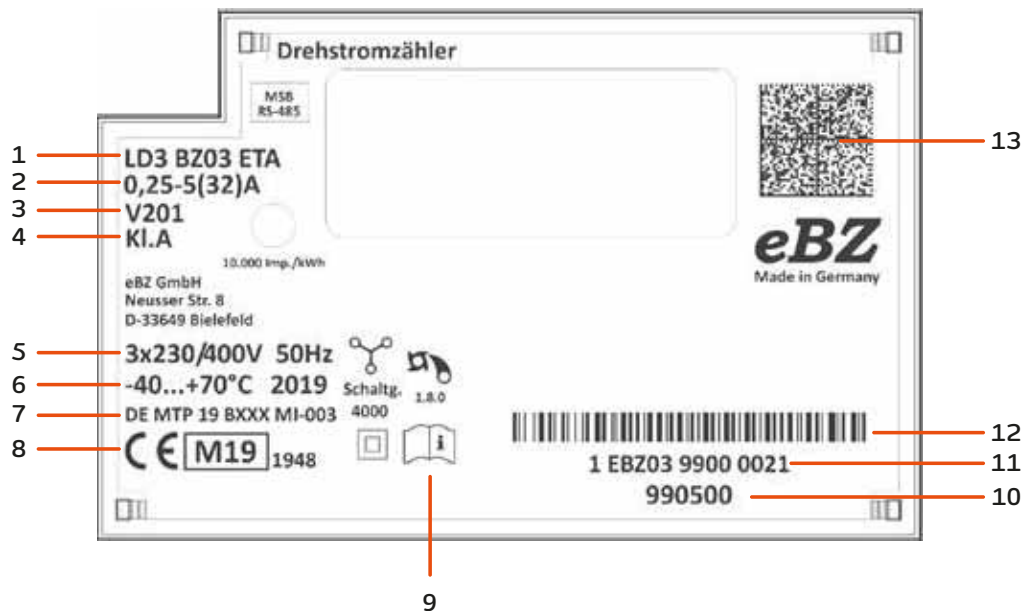 Drehstromzähler
MSB
RS-485
1
LD3 BZ03 ETA
2
0,25-5(32)A
3
V201
4
Kl.A
10.000 Imp./kWh
13
eBZ
Made in Germany
eBZ GmbH
Neusser Str. 8
D-33649 Bielefeld
5
3x230/400V 50Hz
6
-40...+70°C 2019
Schaltg.
4000
1.8.0
7
DE MTP 19 BXXX MI-003
8
CE M19 1948
i
12
1 EBZ03 9900 0021
11
990500
10
9